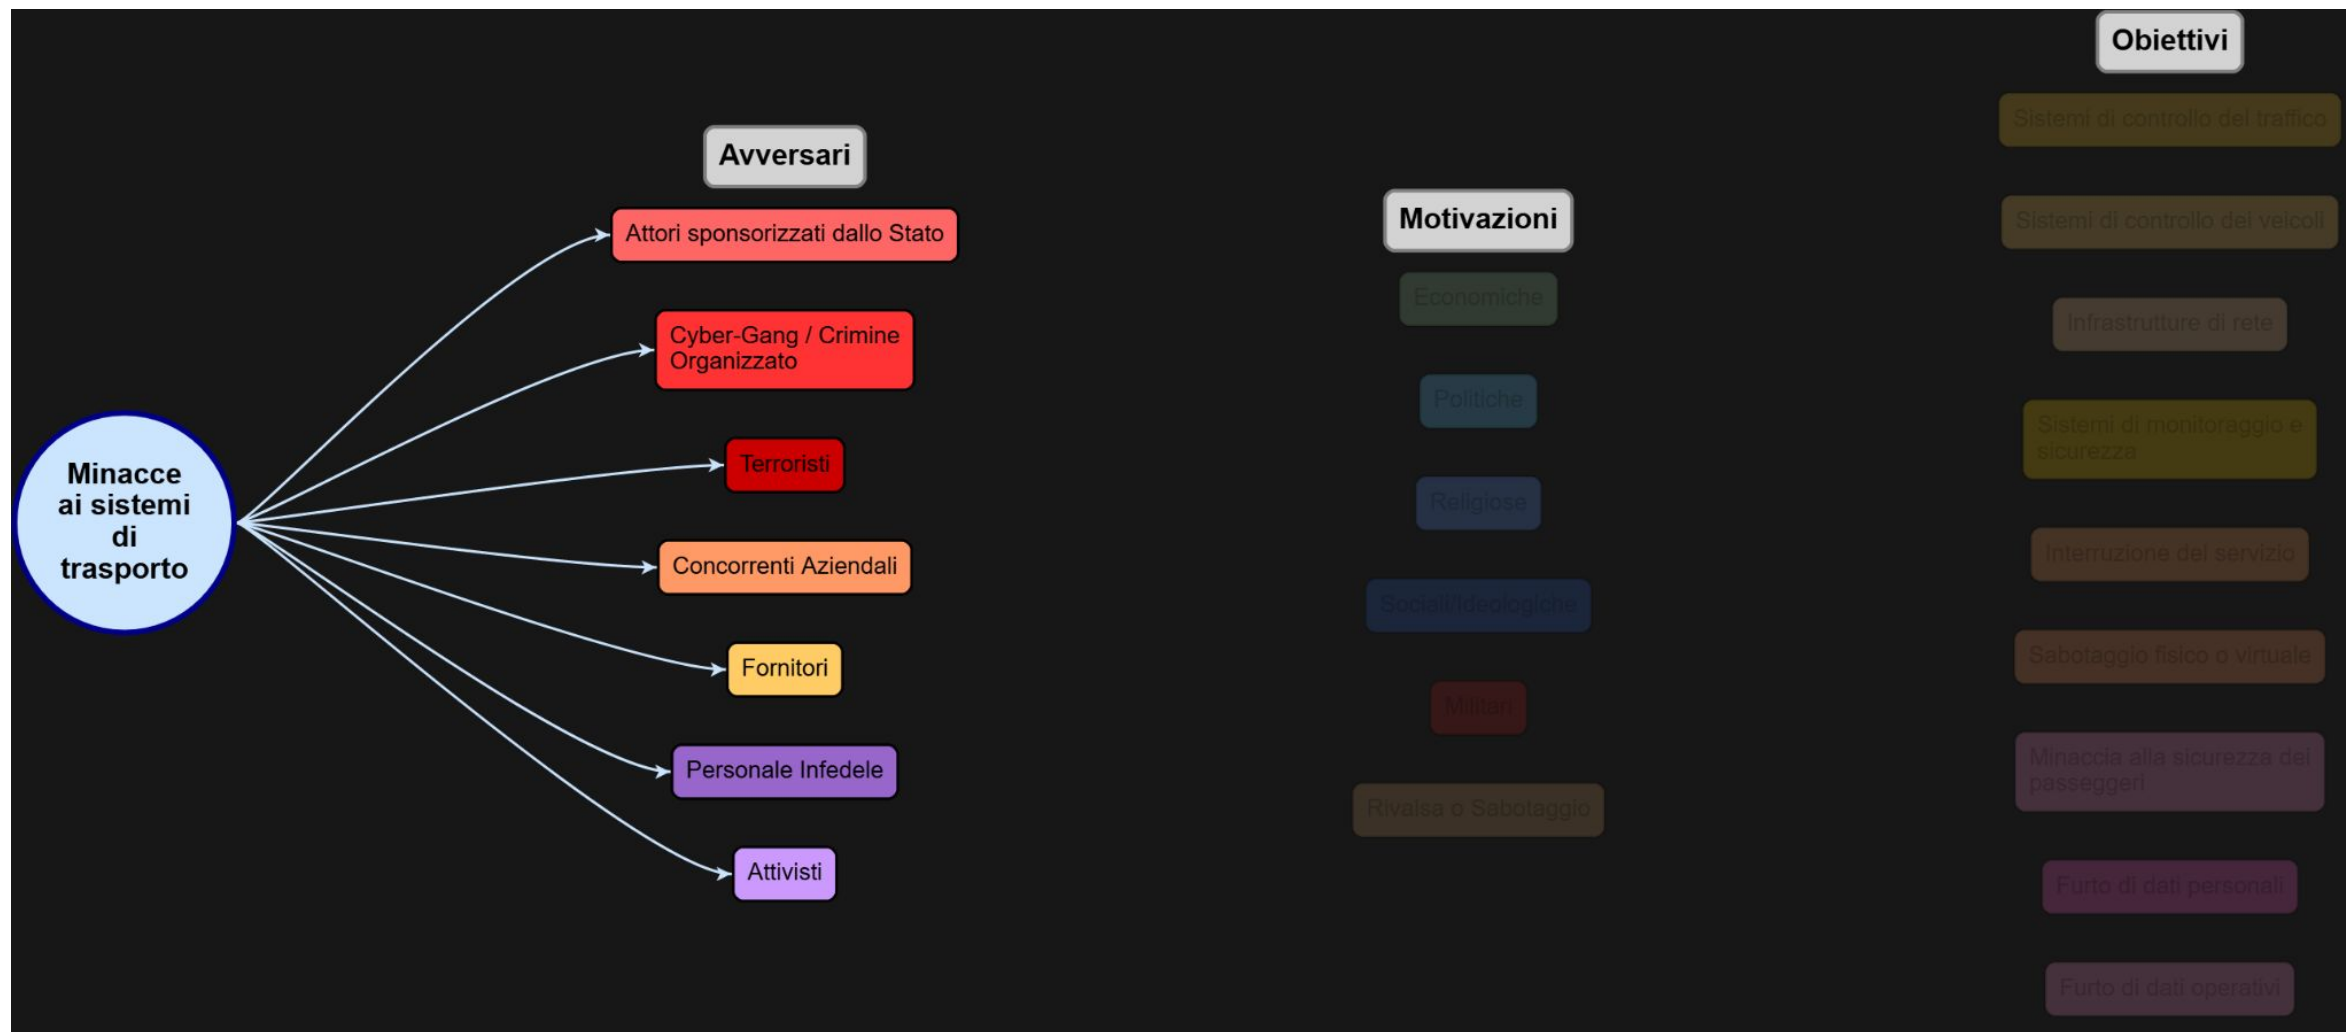 Minacce
ai sistemi
di
trasporto
Avversari
Attori sponsorizzati dallo Stato
Cyber-Gang / Crimine
Organizzato
Terroristi
Concorrenti Aziendali
Fornitori
Personale Infedele
Attivisti
Motivazioni
Economiche
Politiche
Religiose
Sociali/Ideologiche
Militari
Rivalsa o Sabotaggio
Obiettivi
Sistemi di controllo del traffico
Sistemi di controllo dei veicoli
Infrastrutture di rete
Sistemi di monitoraggio e
sicurezza
Interruzione del servizio
Sabotaggio fisico o virtuale
Minaccia alla sicurezza dei
passeggeri
Furto di dati personali
Furto di dati operativi